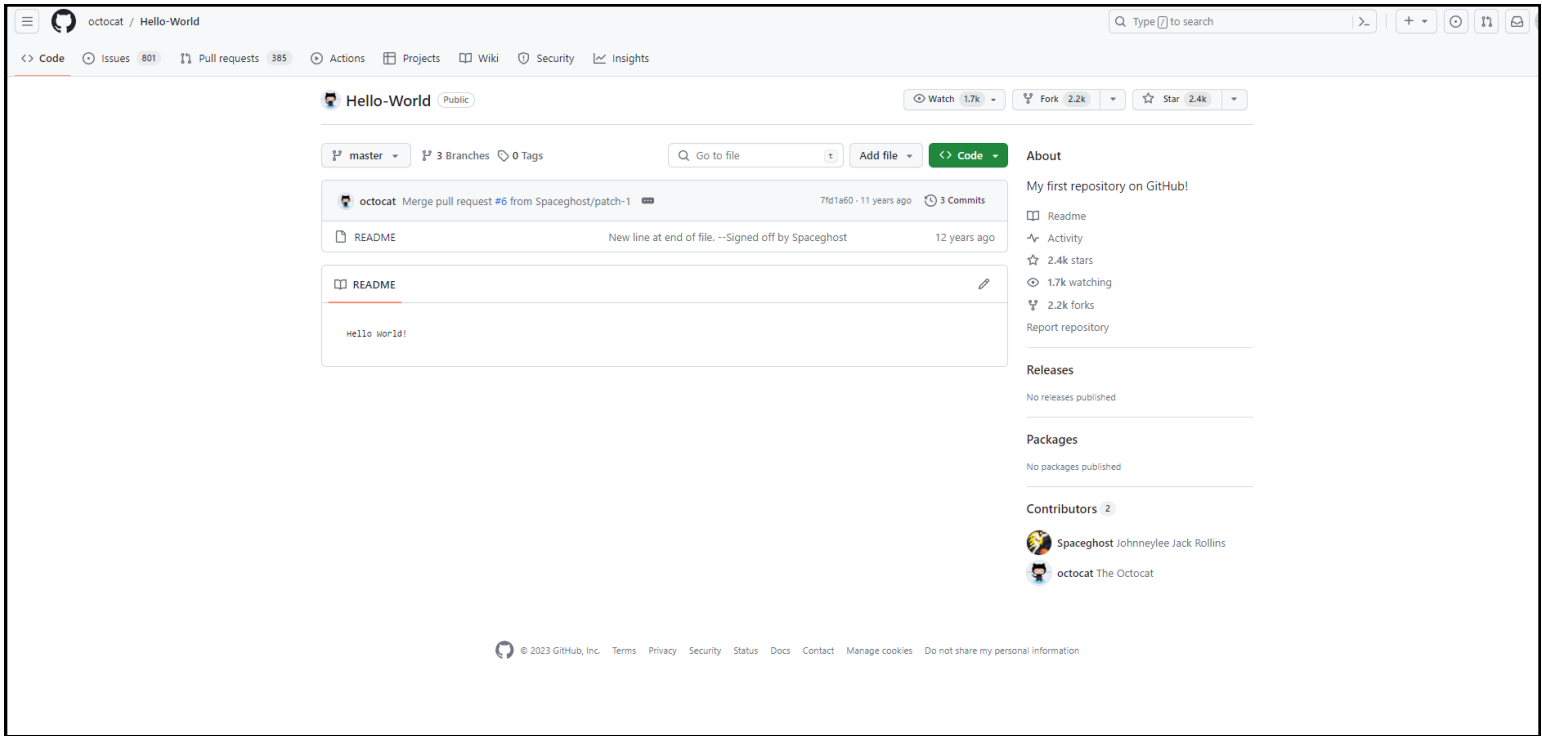 octocat / Hello-World
Type / to search
Code Issues 801 Pull requests 385 Actions Projects Wiki Security Insights
Hello-World Public
Watch 1.7k Fork 2.2k Star 2.4k
master 3 Branches 0 Tags Go to file t Add file Code
octocat Merge pull request #6 from Spaceghost/patch-1 7fd1a60 · 11 years ago 3 Commits
README New line at end of file. --Signed off by Spaceghost 12 years ago
README
Hello World!
About
My first repository on GitHub!
Readme
Activity
2.4k stars
1.7k watching
2.2k forks
Report repository
Releases
No releases published
Packages
No packages published
Contributors 2
Spaceghost Johnneylee Jack Rollins
octocat The Octocat
© 2023 GitHub, Inc. Terms Privacy Security Status Docs Contact Manage cookies Do not share my personal information